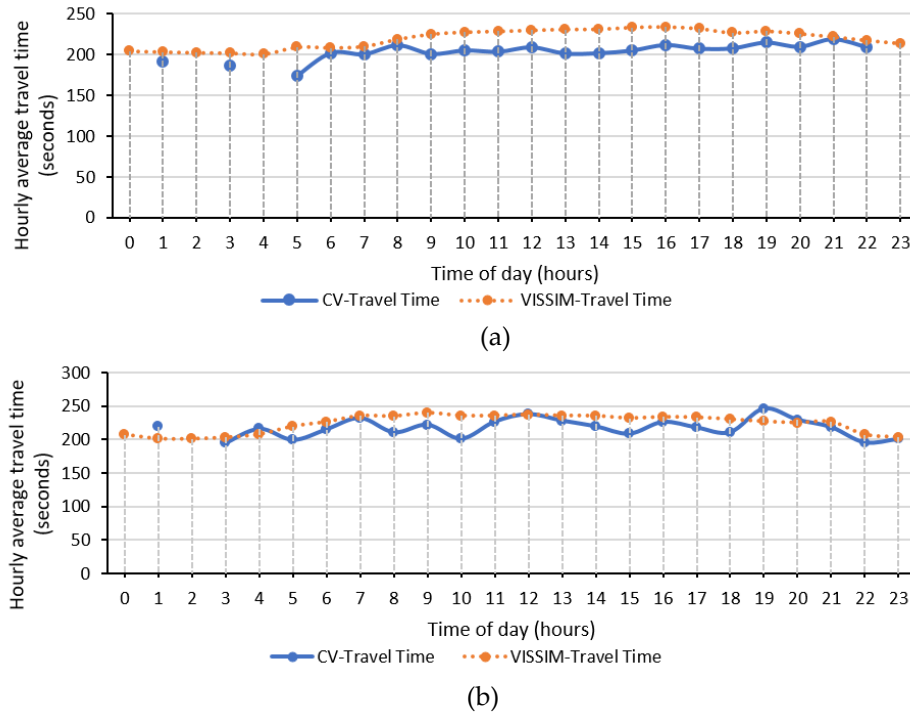 250
200
150
100
50
0
Hourly average travel time
(seconds)
0 1 2 3 4 5 6 7 8 9 10 11 12 13 14 15 16 17 18 19 20 21 22 23
Time of day (hours)
CV-Travel Time VISSIM-Travel Time
(a)
300
250
200
150
100
50
0
Hourly average travel time
(seconds)
0 1 2 3 4 5 6 7 8 9 10 11 12 13 14 15 16 17 18 19 20 21 22 23
Time of day (hours)
CV-Travel Time VISSIM-Travel Time
(b)